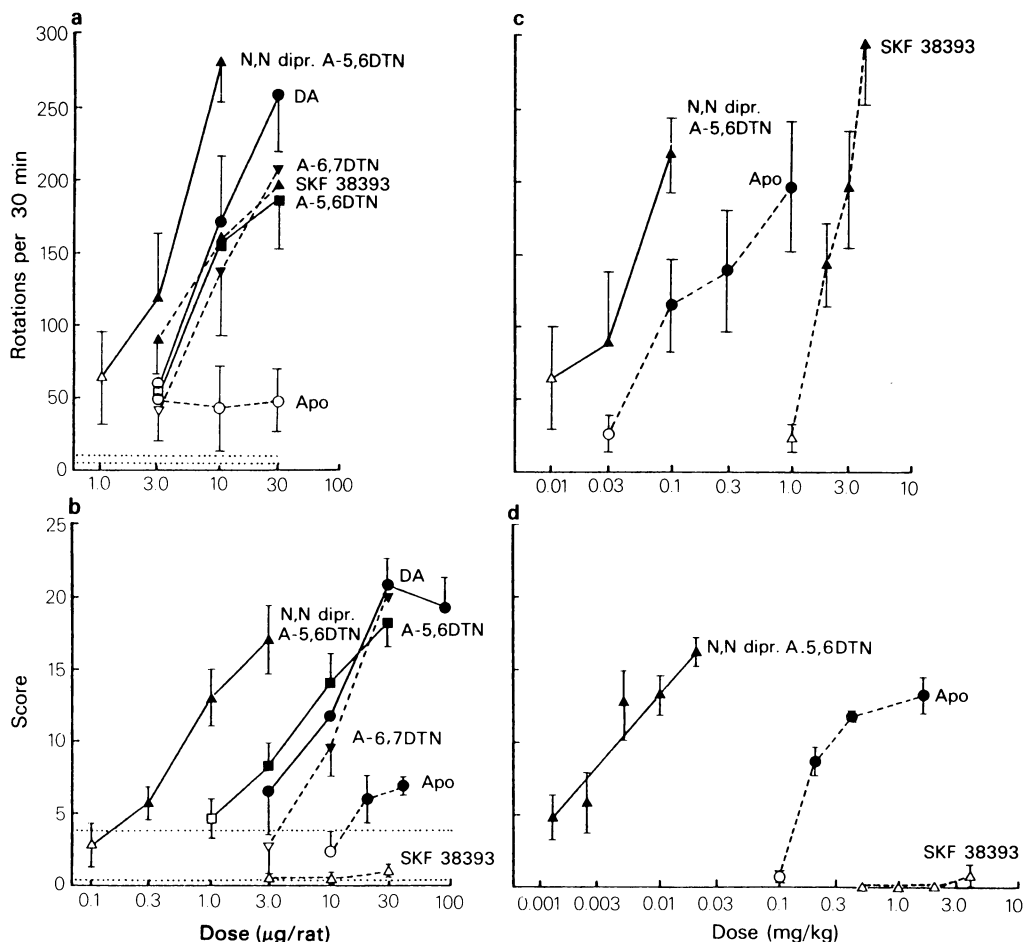 a
Rotations per 30 min
300
250
200
150
100
50
0
1.0 3.0 10 30 100
N,N dipr. A-5,6DTN
DA
A-6,7DTN
SKF 38393
A-5,6DTN
Apo
c
SKF 38393
N,N dipr.
A-5,6DTN
Apo
0.01 0.03 0.1 0.3 1.0 3.0 10
b
Score
25
20
15
10
5
0
0.1 0.3 1.0 3.0 10 30 100
Dose (μg/rat)
N,N dipr.
A-5,6DTN
DA
A-5,6DTN
A-6,7DTN
Apo
SKF 38393
d
N,N dipr. A.5,6DTN
Apo
SKF 38393
0.001 0.003 0.01 0.03 0.1 0.3 1.0 3.0 10
Dose (mg/kg)